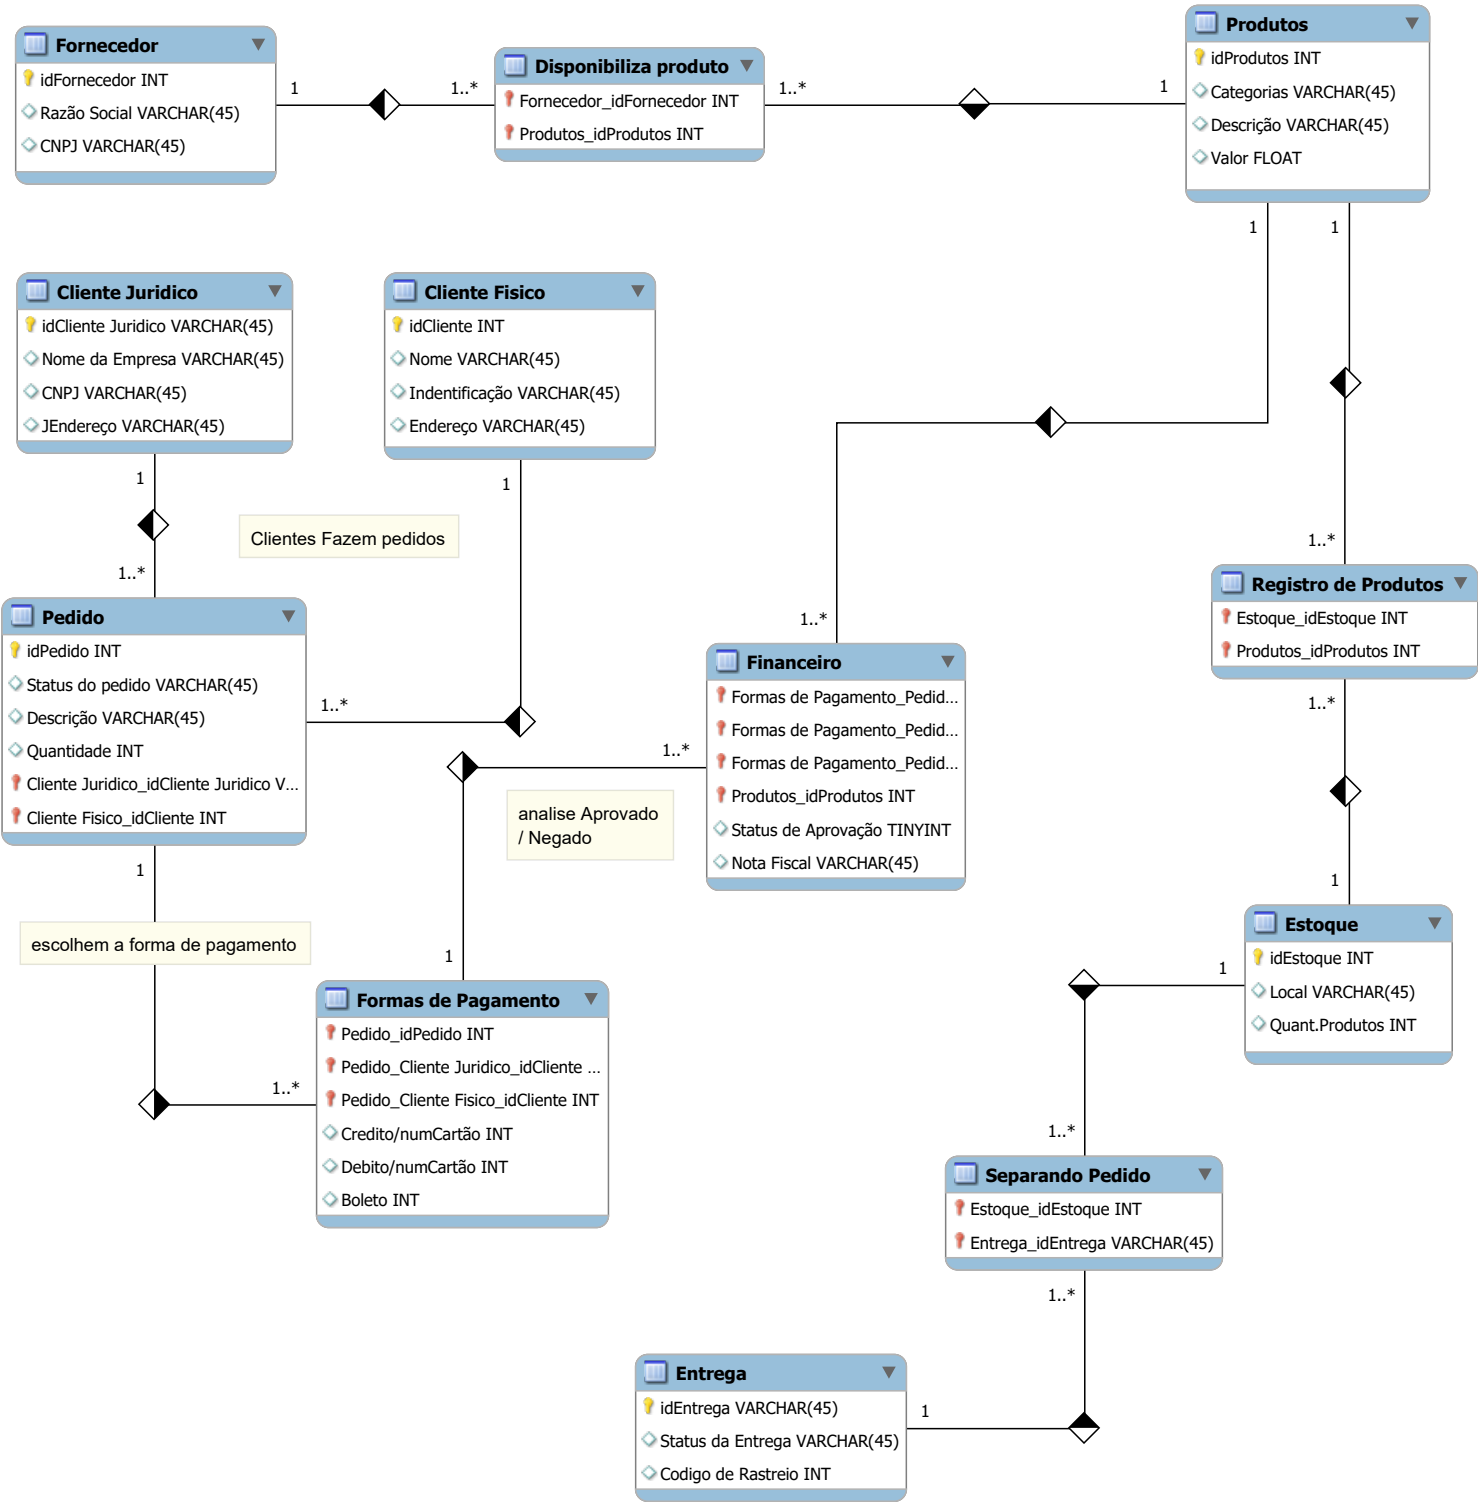 Fornecedor
idFornecedor INT
Razão Social VARCHAR(45)
CNPJ VARCHAR(45)
1
1..*
Disponibiliza produto
Fornecedor_idFornecedor INT
Produtos_idProdutos INT
1..*
1
Produtos
idProdutos INT
Categorias VARCHAR(45)
Descrição VARCHAR(45)
Valor FLOAT
1
1
Cliente Juridico
idCliente Juridico VARCHAR(45)
Nome da Empresa VARCHAR(45)
CNPJ VARCHAR(45)
JEndereço VARCHAR(45)
1
1..*
Cliente Fisico
idCliente INT
Nome VARCHAR(45)
Indentificação VARCHAR(45)
Endereço VARCHAR(45)
1
Clientes Fazem pedidos
Pedido
idPedido INT
Status do pedido VARCHAR(45)
Descrição VARCHAR(45)
Quantidade INT
Cliente Juridico_idCliente Juridico V...
Cliente Fisico_idCliente INT
1..*
1
escolhem a forma de pagamento
1..*
Financeiro
Formas de Pagamento_Pedid...
Formas de Pagamento_Pedid...
Formas de Pagamento_Pedid...
Produtos_idProdutos INT
Status de Aprovação TINYINT
Nota Fiscal VARCHAR(45)
1..*
1..*
analise Aprovado
/ Negado
1
Formas de Pagamento
Pedido_idPedido INT
Pedido_Cliente Juridico_idCliente ...
Pedido_Cliente Fisico_idCliente INT
Credito/numCartão INT
Debito/numCartão INT
Boleto INT
1..*
Registro de Produtos
Estoque_idEstoque INT
Produtos_idProdutos INT
1..*
1
Estoque
idEstoque INT
Local VARCHAR(45)
Quant.Produtos INT
1
1..*
Separando Pedido
Estoque_idEstoque INT
Entrega_idEntrega VARCHAR(45)
1..*
Entrega
idEntrega VARCHAR(45)
Status da Entrega VARCHAR(45)
Codigo de Rastreio INT
1